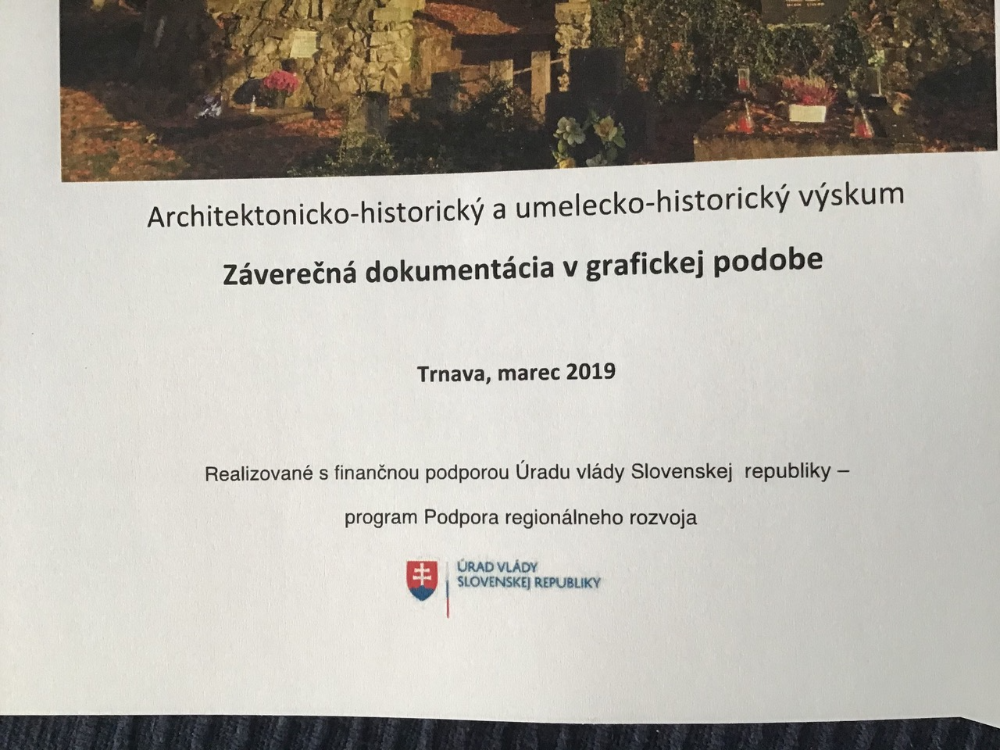 Architektonicko-historický a umelecko-historický výskum
Záverečná dokumentácia v grafickej podobe
Trnava, marec 2019
Realizované s finančnou podporou Úradu vlády Slovenskej republiky –
program Podpora regionálneho rozvoja
ÚRAD VLÁDY
SLOVENSKEJ REPUBLIKY